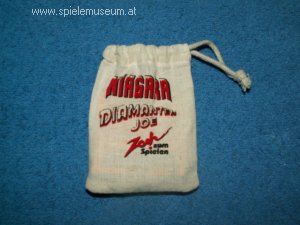 www.spielemuseum.at
NIAGARA
DIAMANTEN
JOE
Zoch zum
Spielen